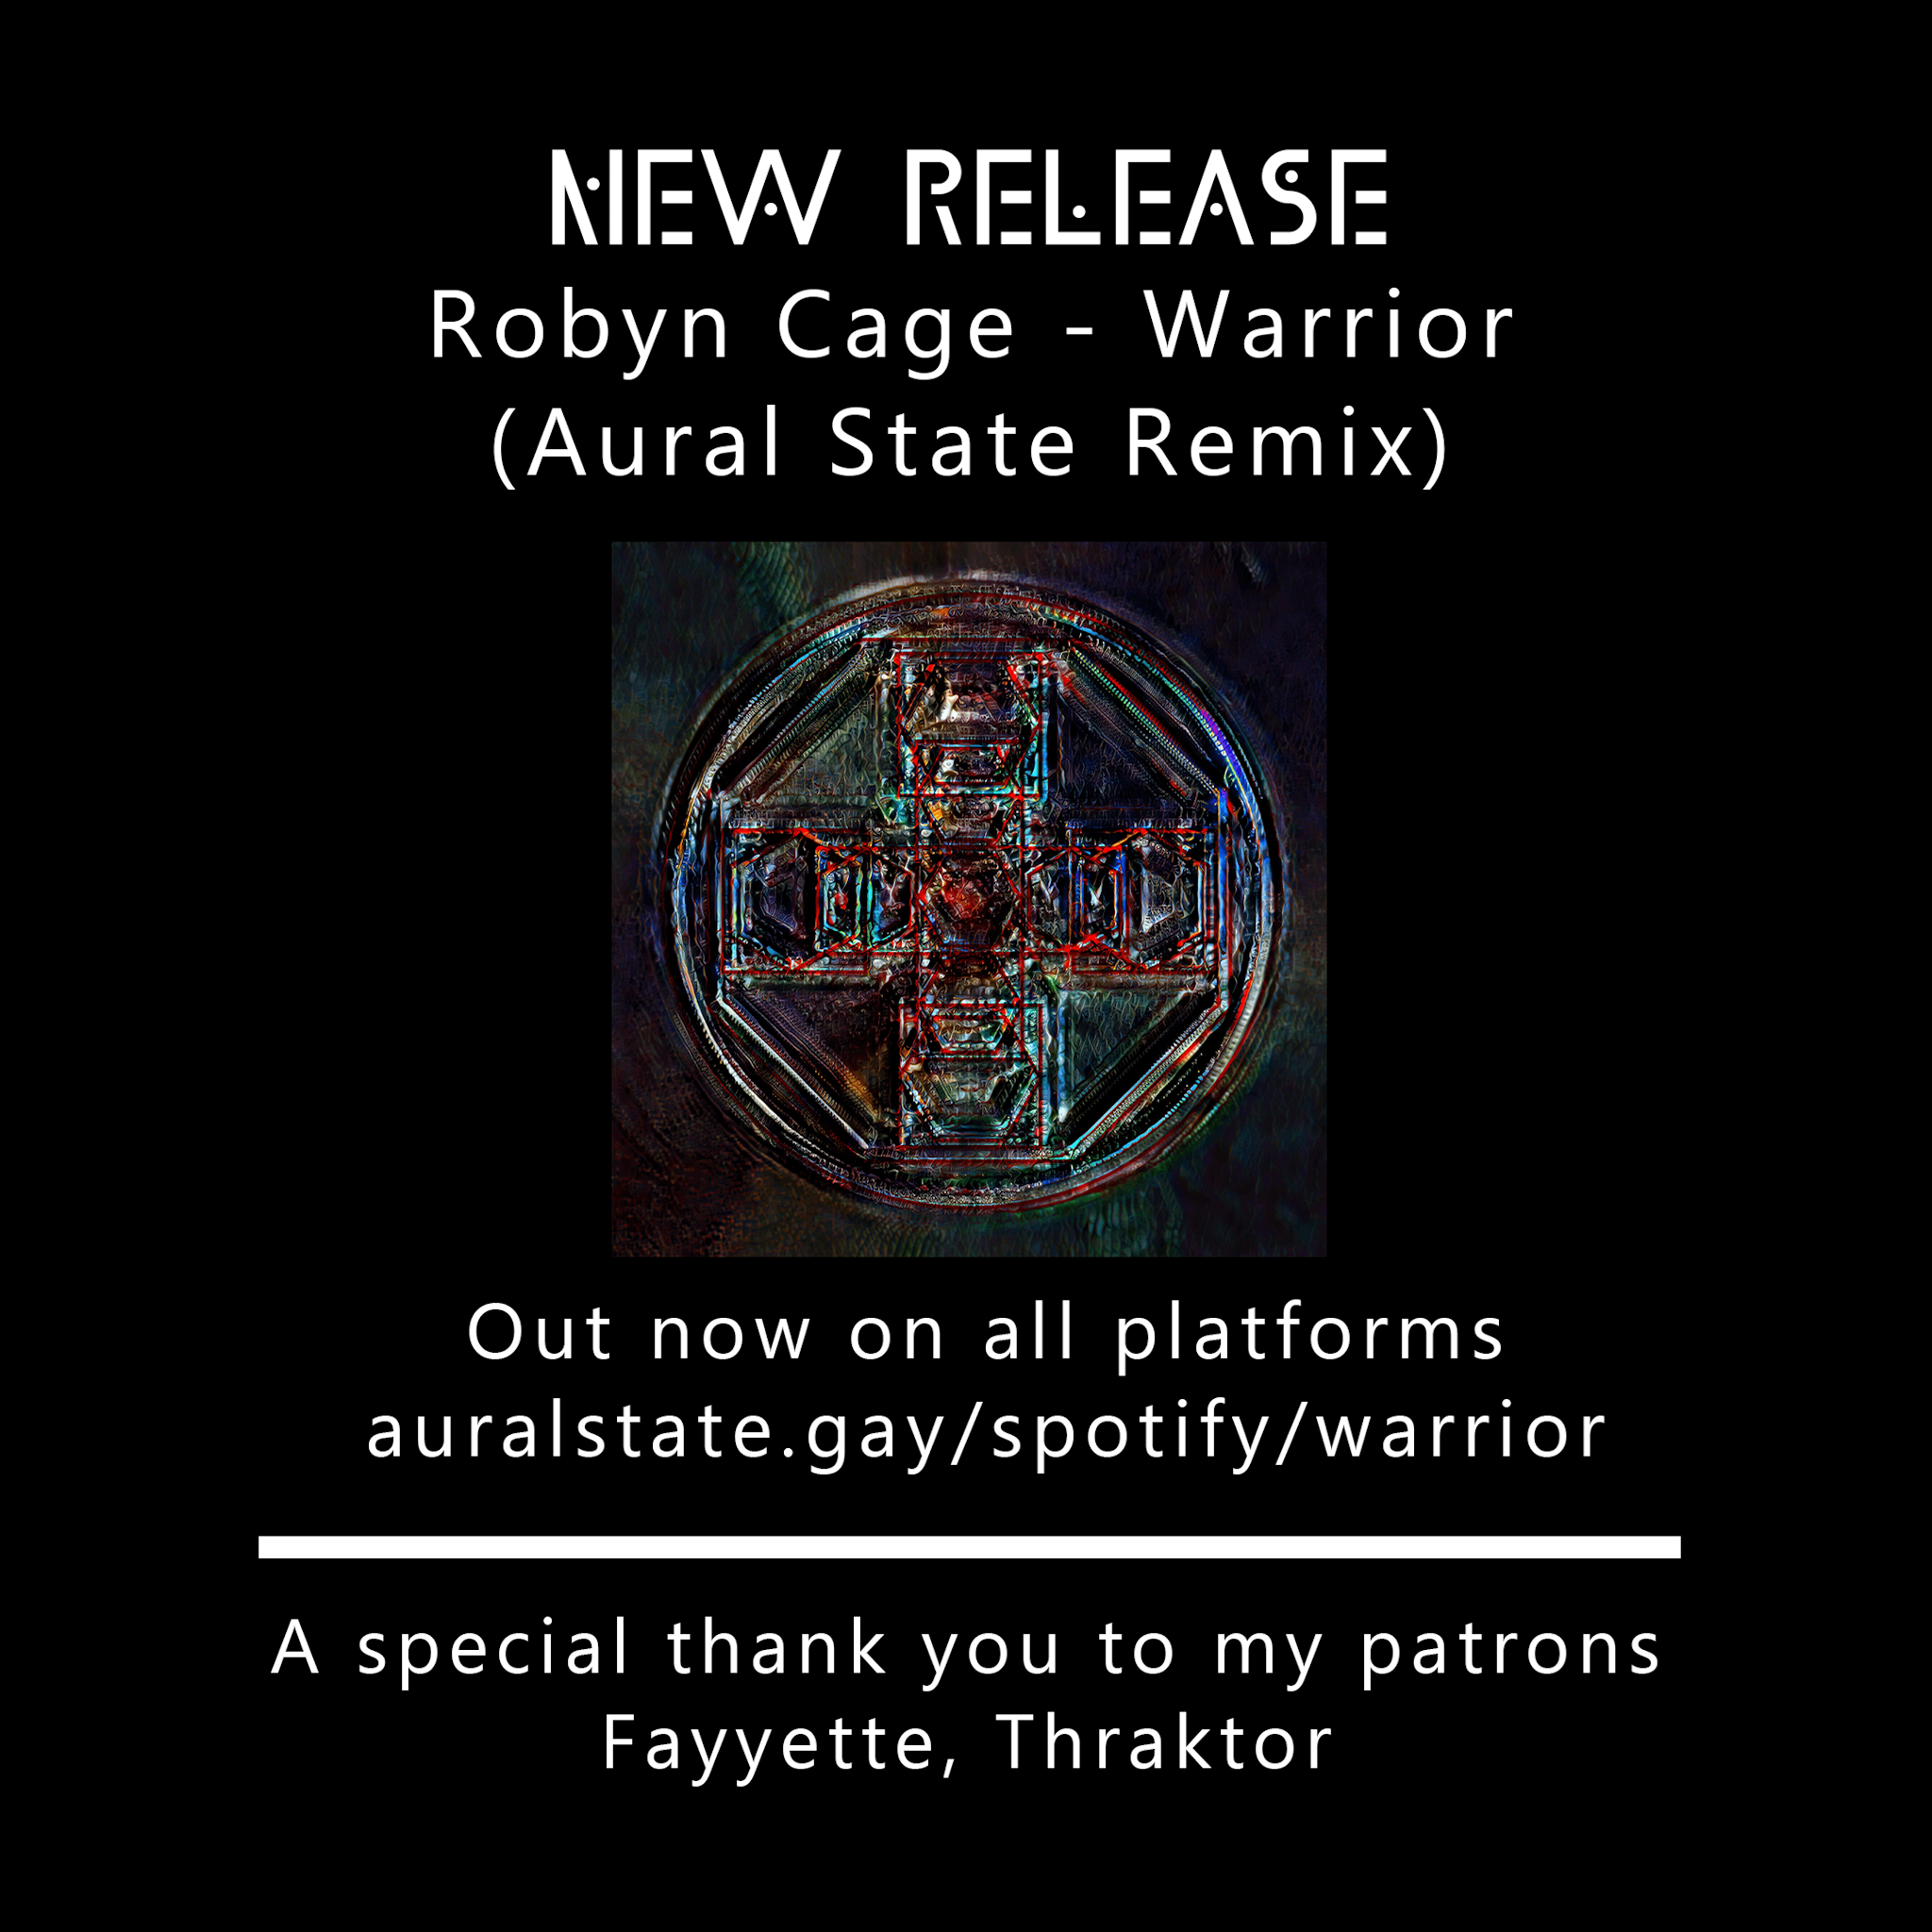 NEW RELEASE
Robyn Cage - Warrior
(Aural State Remix)
Out now on all platforms
auralstate.gay/spotify/warrior
A special thank you to my patrons
Fayyette, Thraktor